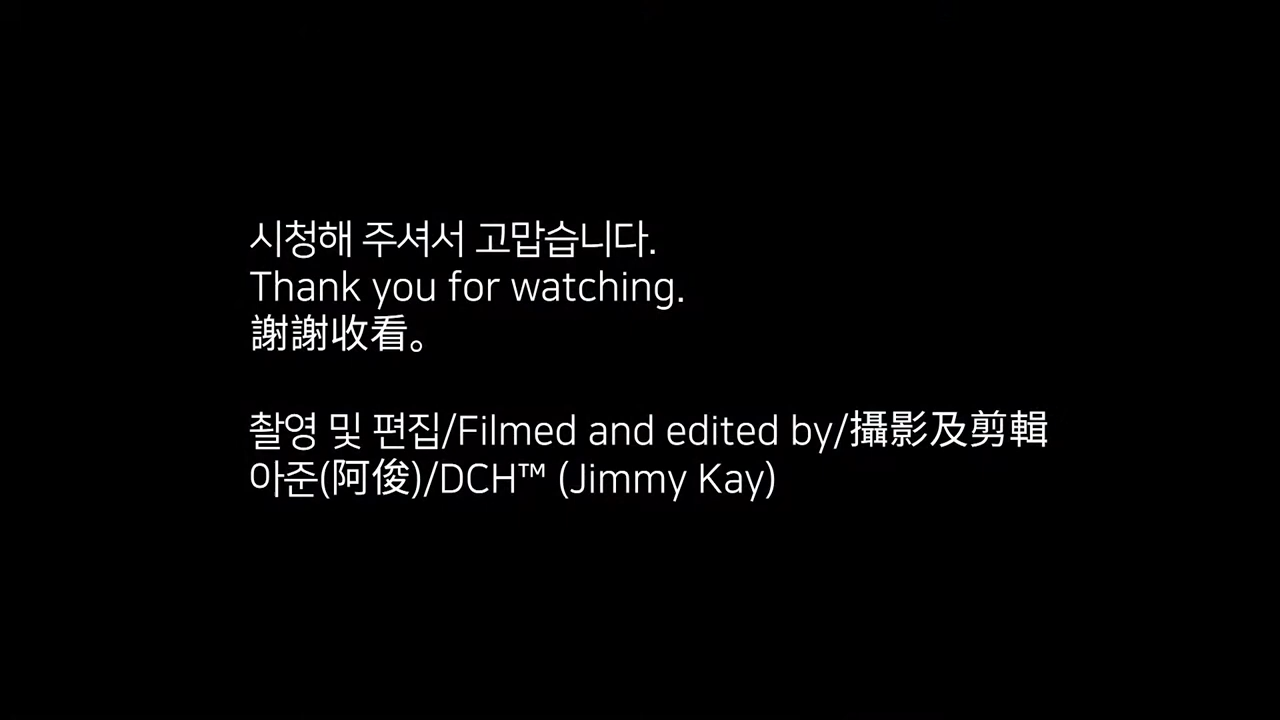 시청해 주셔서 고맙습니다.
Thank you for watching.
謝謝收看。
촬영 및 편집/Filmed and edited by/攝影及剪輯
아준(阿俊)/DCH™ (Jimmy Kay)